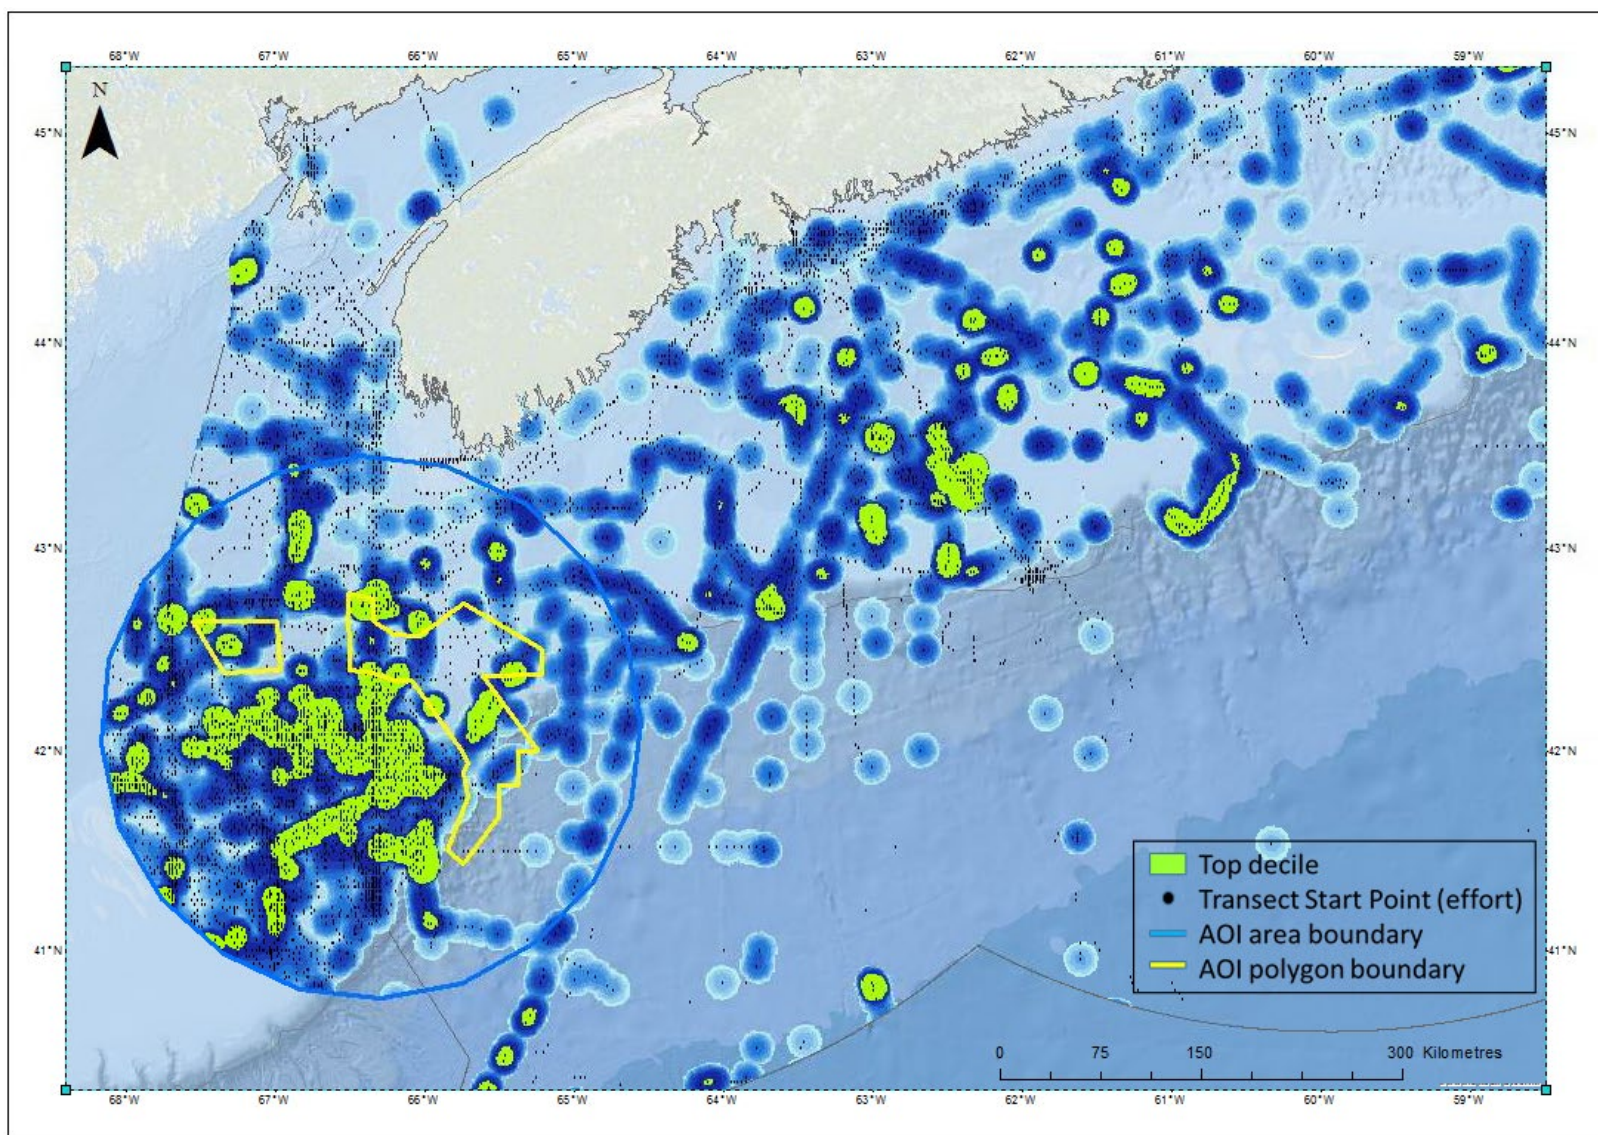 68°W 67°W 66°W 65°W 64°W 63°W 62°W 61°W 60°W 59°W
N
45°N 45°N
44°N 44°N
43°N 43°N
42°N 42°N
Top decile
Transect Start Point (effort)
AOI area boundary
41°N 41°N
AOI polygon boundary
0 75 150 300 Kilometres
68°W 67°W 66°W 65°W 64°W 63°W 62°W 61°W 60°W 59°W